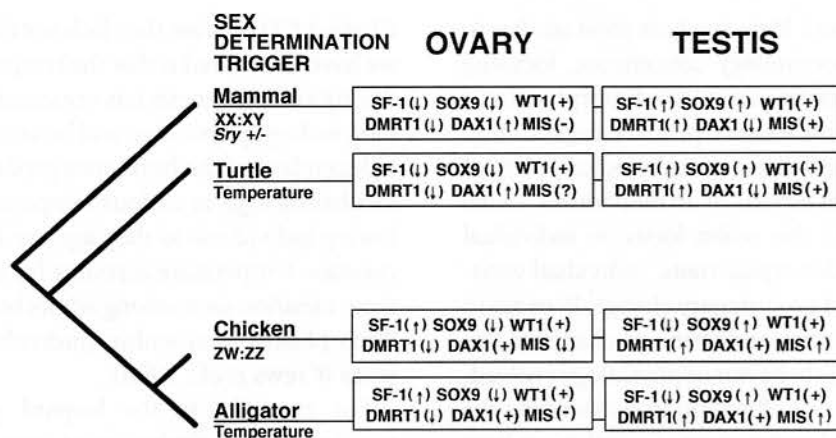 SEX
DETERMINATION
TRIGGER
OVARY
TESTIS
Mammal
XX:XY
Sry +/-
SF-1(↓) SOX9(↓) WT1(+)
DMRT1(↓) DAX1(↑) MIS(-)
SF-1(↑) SOX9(↑) WT1(+)
DMRT1(↑) DAX1(↓) MIS(+)
Turtle
Temperature
SF-1(↓) SOX9(↓) WT1(+)
DMRT1(↓) DAX1(↑) MIS(?)
SF-1(↑) SOX9(↑) WT1(+)
DMRT1(↑) DAX1(↓) MIS(+)
Chicken
ZW:ZZ
SF-1(↑) SOX9(↓) WT1(+)
DMRT1(↓) DAX1(+) MIS(↓)
SF-1(↓) SOX9(↑) WT1(+)
DMRT1(↑) DAX1(+) MIS(↑)
Alligator
Temperature
SF-1(↑) SOX9(↓) WT1(+)
DMRT1(↓) DAX1(+) MIS(-)
SF-1(↓) SOX9(↑) WT1(+)
DMRT1(↑) DAX1(+) MIS(↑)